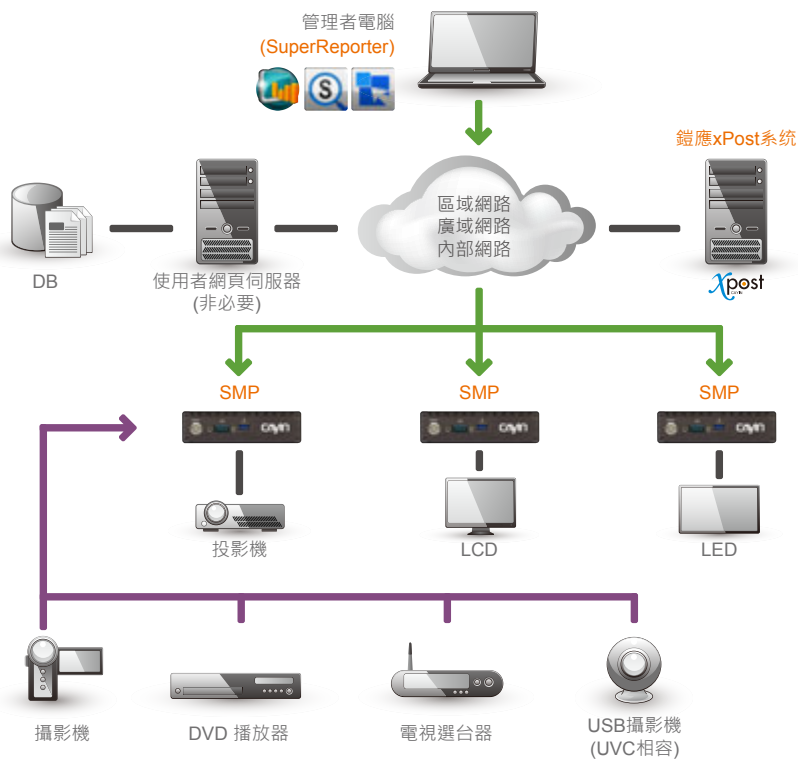 管理者電腦
(SuperReporter)
S
鎧應xPost系统
區域網路
廣域網路
內部網路
DB
使用者網頁伺服器
(非必要)
Xpost
CAYIN
SMP
SMP
SMP
CAYIN
CAYIN
CAYIN
投影機
LCD
LED
攝影機
DVD 播放器
電視選台器
USB攝影機
(UVC相容)